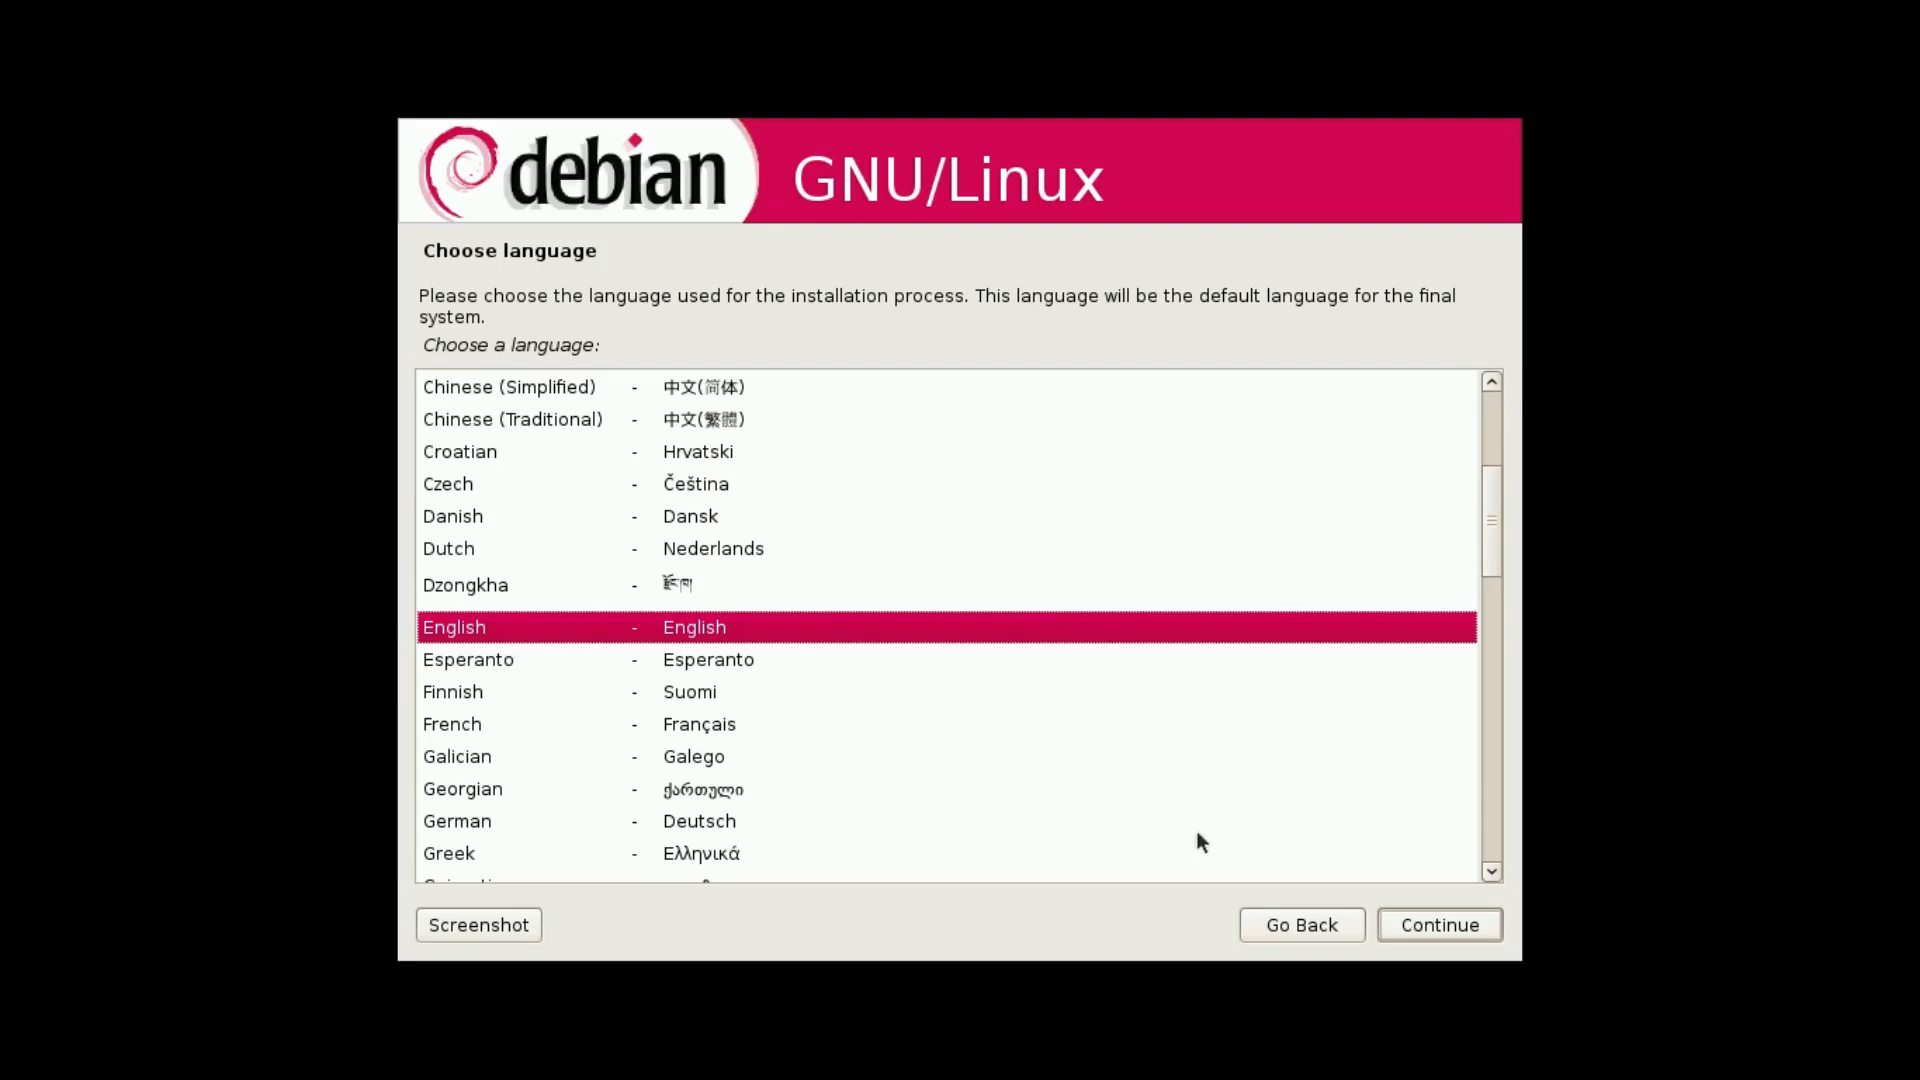 debian GNU/Linux
Choose language
Please choose the language used for the installation process. This language will be the default language for the final
system.
Choose a language:
Chinese (Simplified) - 中文(简体)
Chinese (Traditional) - 中文(繁體)
Croatian - Hrvatski
Czech - Čeština
Danish - Dansk
Dutch - Nederlands
Dzongkha - རྫོང་ཁ།
English - English
Esperanto - Esperanto
Finnish - Suomi
French - Français
Galician - Galego
Georgian - ქართული
German - Deutsch
Greek - Ελληνικά
Screenshot Go Back Continue